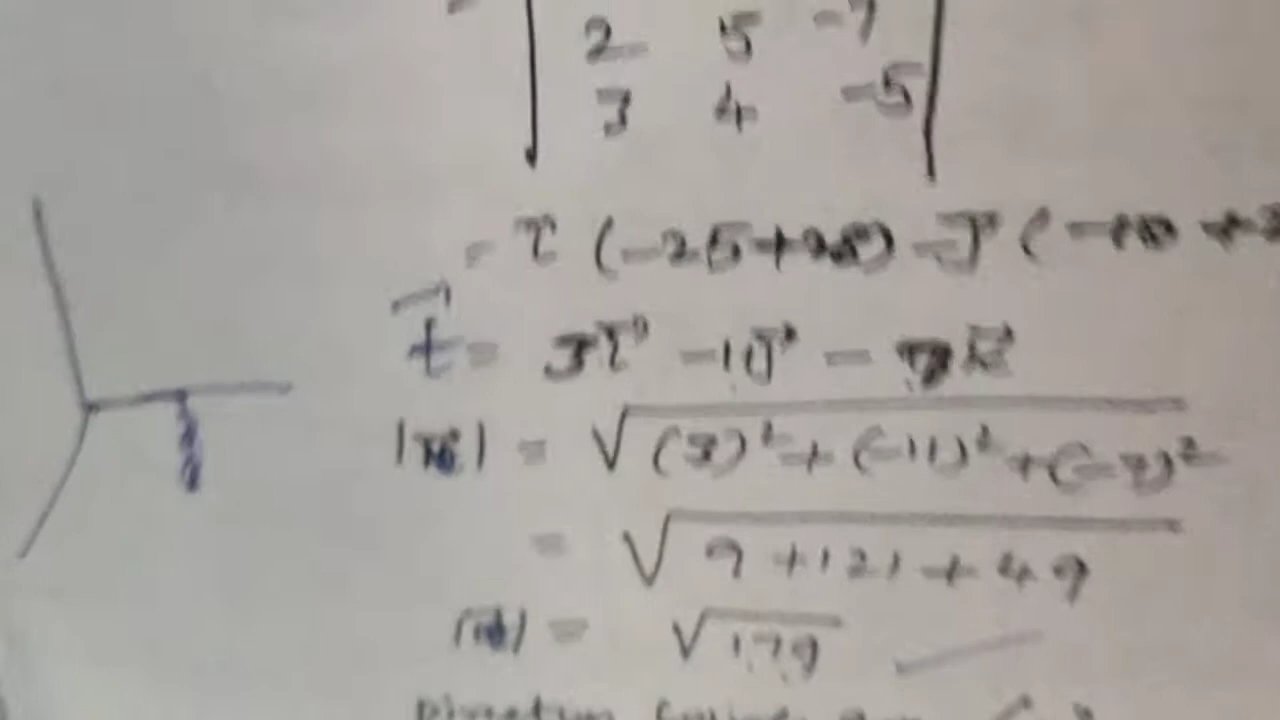 2 5 -7
3 4 -5
= i (-25+28) - j (-10 +
t = 3i - 11j - 7k
= √(3)² + (-11)² + (-7)²
= √9 + 121 + 49
= √179